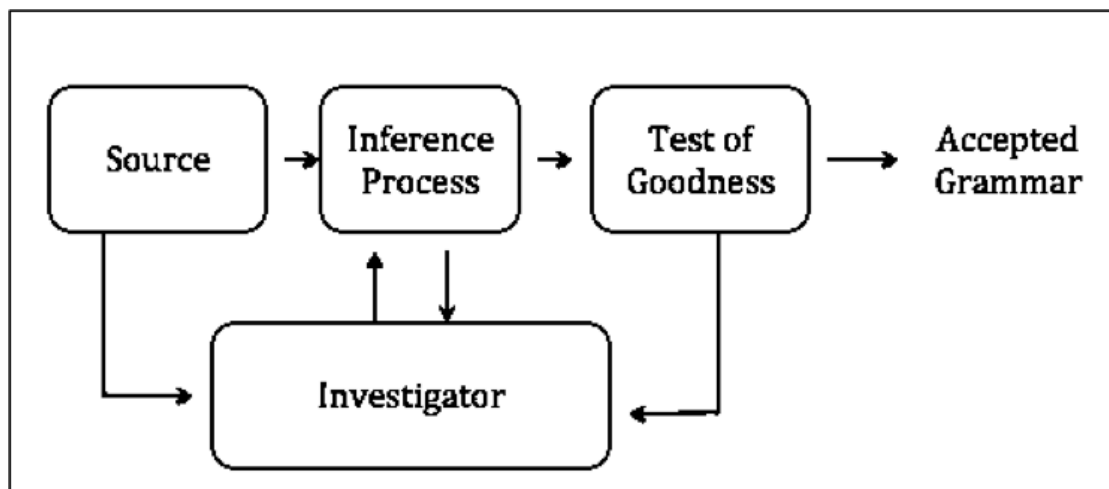 Source
Inference
Process
Test of
Goodness
Accepted
Grammar
Investigator